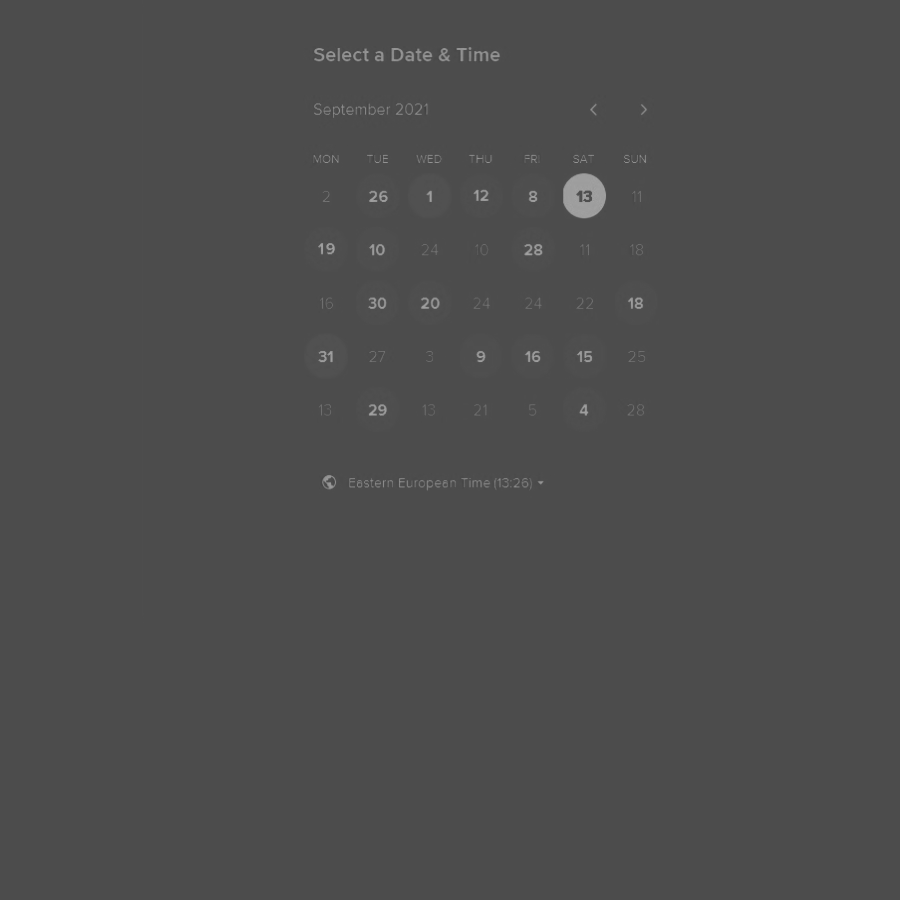 Select a Date & Time
September 2021
MON TUE WED THU FRI SAT SUN
2 26 1 12 8 13 11
19 10 24 10 28 11 18
16 30 20 24 24 22 18
31 27 3 9 16 15 25
13 29 13 21 5 4 28
Eastern European Time (13:26)